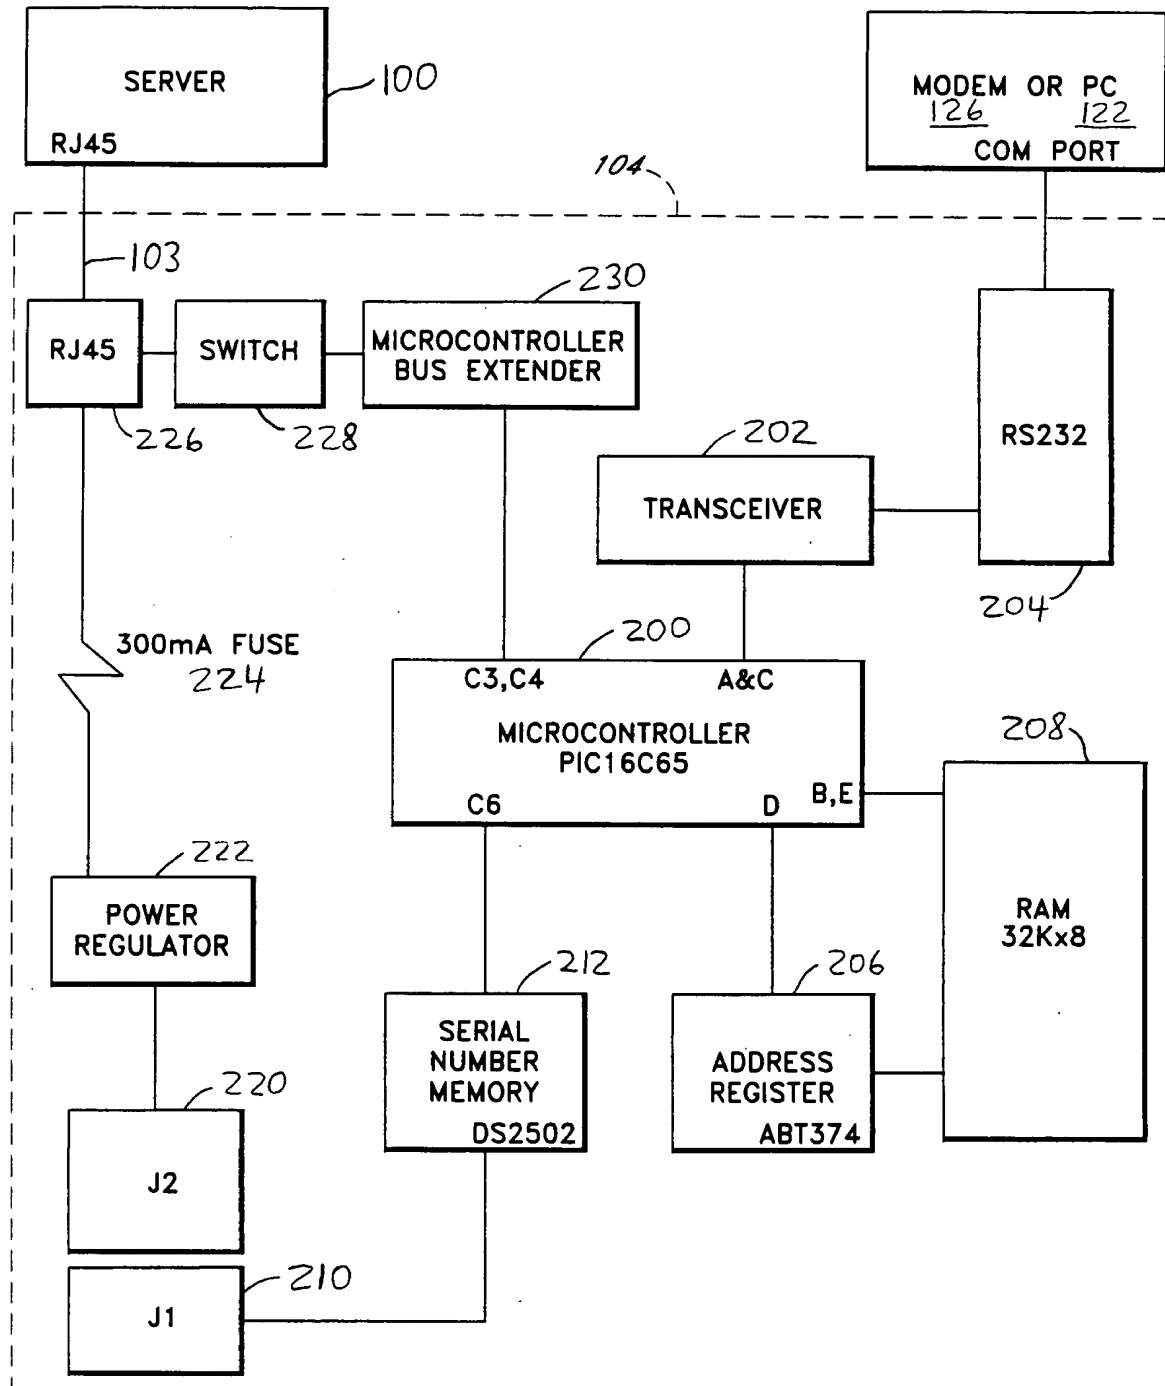 SERVER
100
RJ45
MODEM OR PC
126 122
COM PORT
104
103
230
RJ45
SWITCH
MICROCONTROLLER
BUS EXTENDER
226
228
202
RS232
TRANSCEIVER
204
300mA FUSE
224
200
C3,C4 A&C
MICROCONTROLLER
PIC16C65
C6 D B,E
208
222
POWER
REGULATOR
RAM
32Kx8
212
206
SERIAL
NUMBER
MEMORY
DS2502
ADDRESS
REGISTER
ABT374
220
J2
210
J1